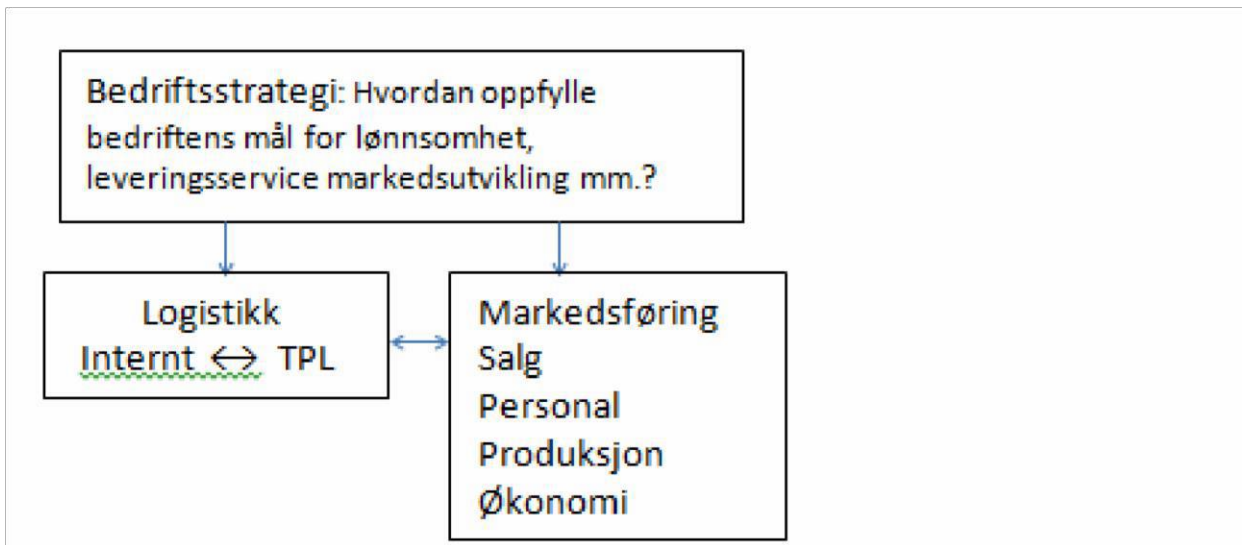 Bedriftsstrategi: Hvordan oppfylle
bedriftens mål for lønnsomhet,
leveringsservice markedsutvikling mm.?
Logistikk
Internt <-> TPL
Markedsføring
Salg
Personal
Produksjon
Økonomi